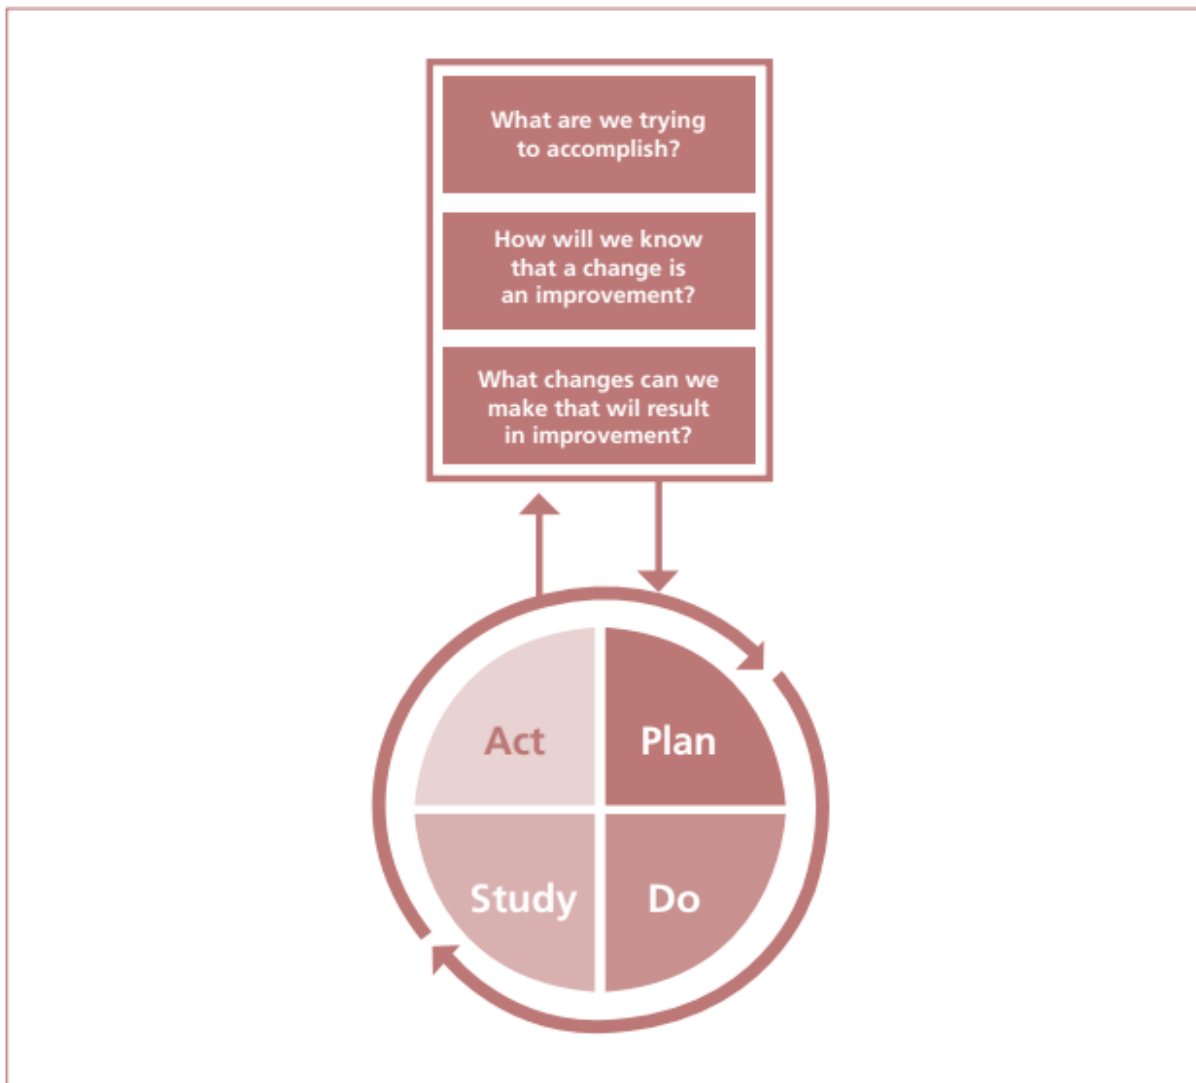 What are we trying
to accomplish?
How will we know
that a change is
an improvement?
What changes can we
make that wil result
in improvement?
Act
Plan
Study
Do